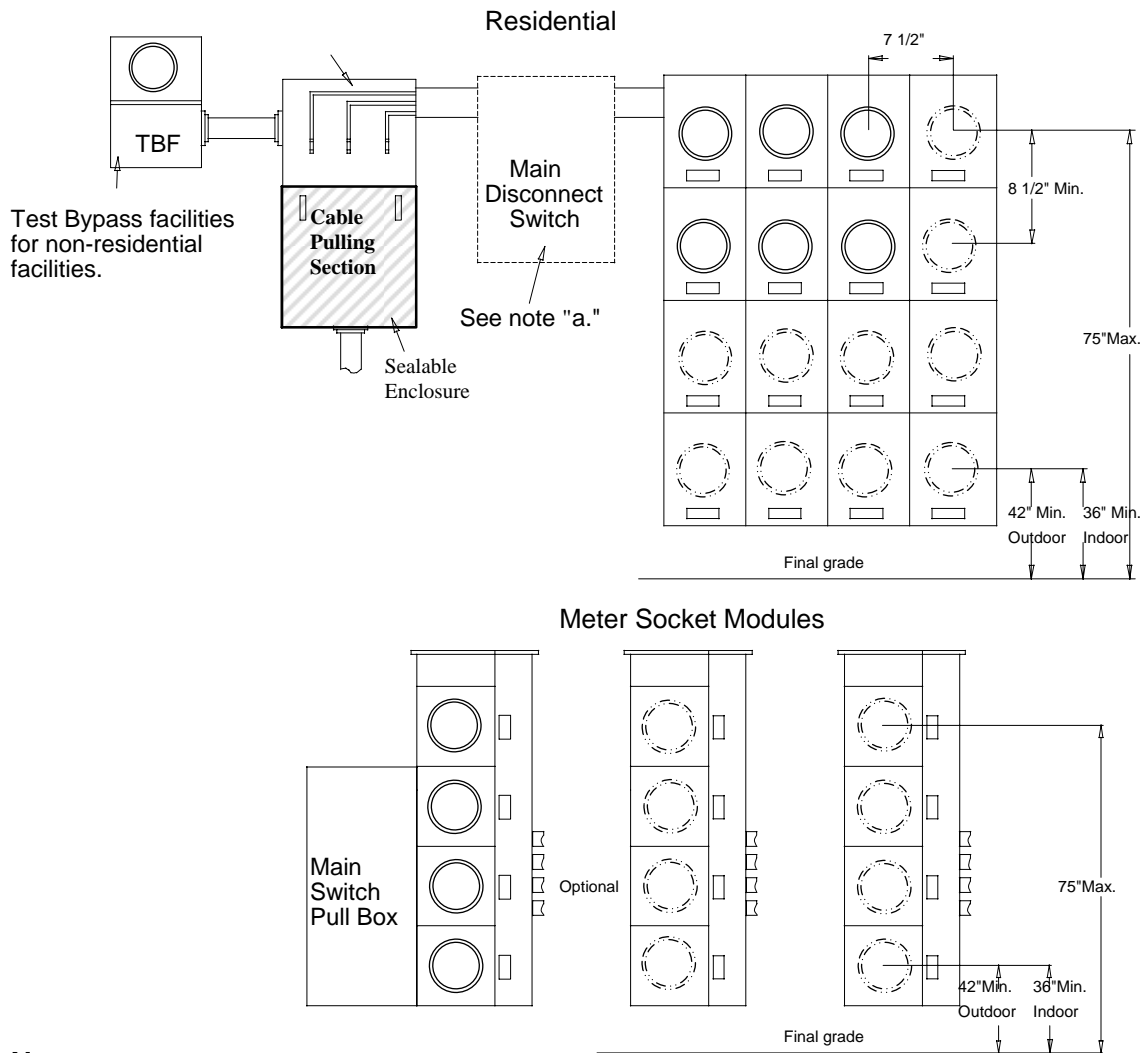 Residential
7 1/2"
TBF
Main
Disconnect
Switch
8 1/2" Min.
Test Bypass facilities
for non-residential
facilities.
Cable
Pulling
Section
See note "a."
75"Max.
Sealable
Enclosure
42" Min.
Outdoor
36" Min.
Indoor
Final grade
Meter Socket Modules
Main
Switch
Pull Box
Optional
75"Max.
42"Min.
Outdoor
36"Min.
Indoor
Final grade